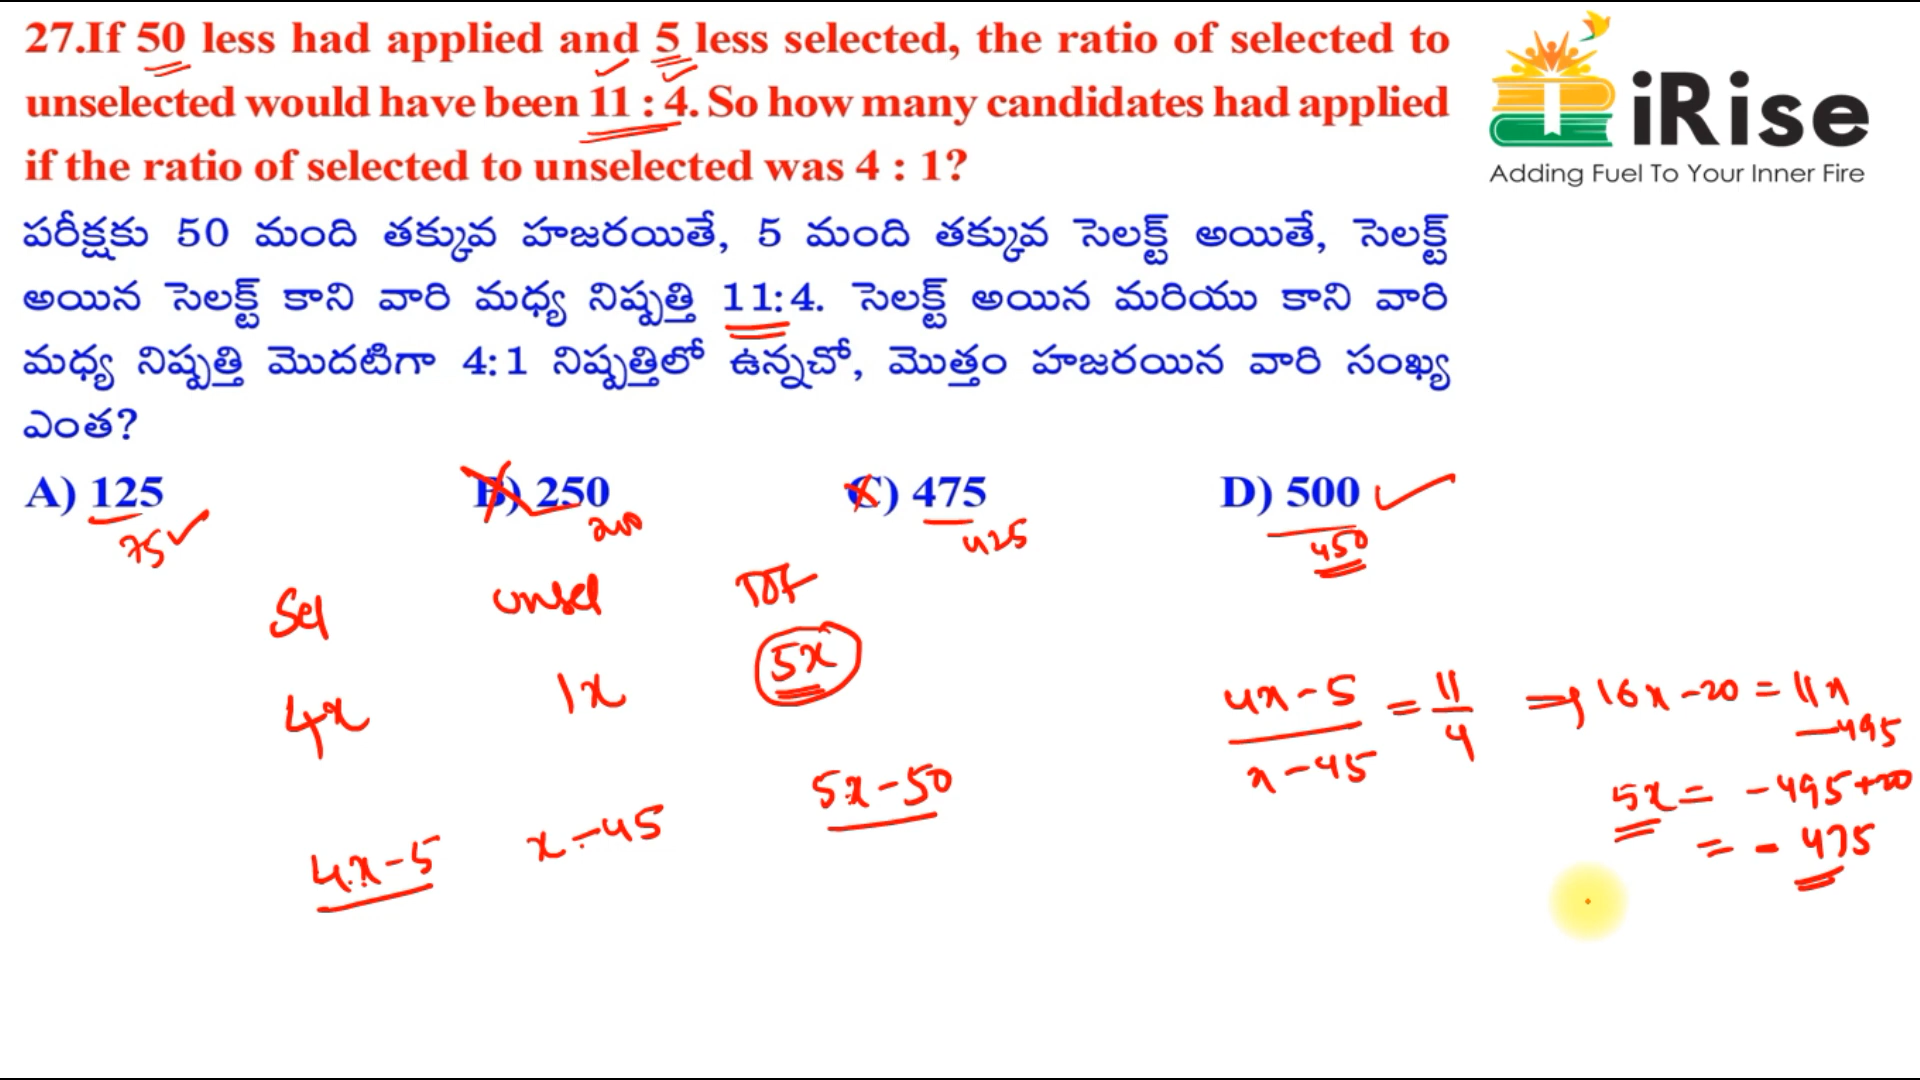 27.If 50 less had applied and 5 less selected, the ratio of selected to
unselected would have been 11 : 4. So how many candidates had applied
if the ratio of selected to unselected was 4 : 1?
iRise
Adding Fuel To Your Inner Fire
పరీక్షకు 50 మంది తక్కువ హజరయితే, 5 మంది తక్కువ సెలక్ట్ అయితే, సెలక్ట్
అయిన సెలక్ట్ కాని వారి మధ్య నిష్పత్తి 11:4. సెలక్ట్ అయిన మరియు కాని వారి
మధ్య నిష్పత్తి మొదటిగా 4:1 నిష్పత్తిలో ఉన్నచో, మొత్తం హజరయిన వారి సంఖ్య
ఎంత?
A) 125 B) 250 C) 475 D) 500
75 200 425 450
Sel unsel TOT
4x 1x 5x
4x-5 x-45 5x-50
4x-5 / x-45 = 11/4 ⇒ 16x-20 = 11x
-495
5x = -495+20
= - 475